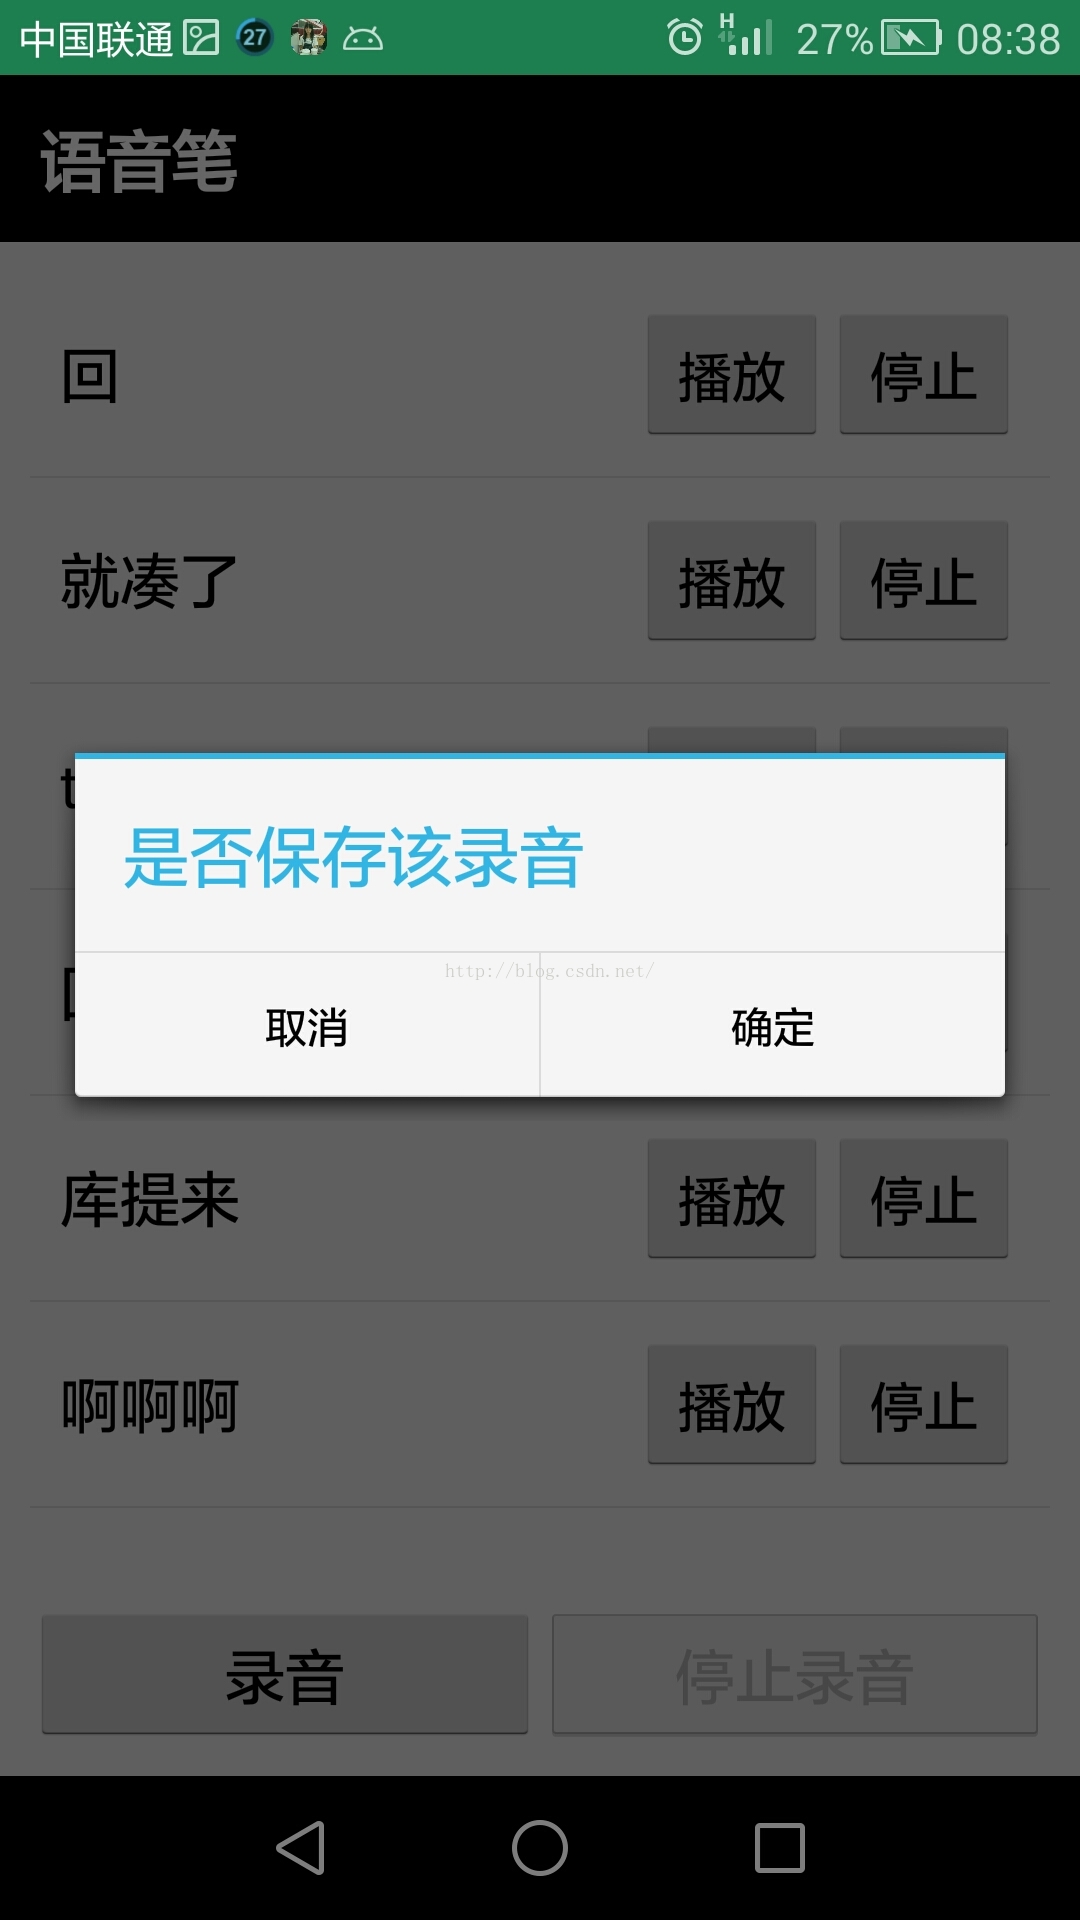 中国联通 27 H 27% 08:38
语音笔
回 播放 停止
就凑了 播放 停止
t
是否保存该录音
http://blog.csdn.net/
取消 确定
库提来 播放 停止
啊啊啊 播放 停止
录音 停止录音